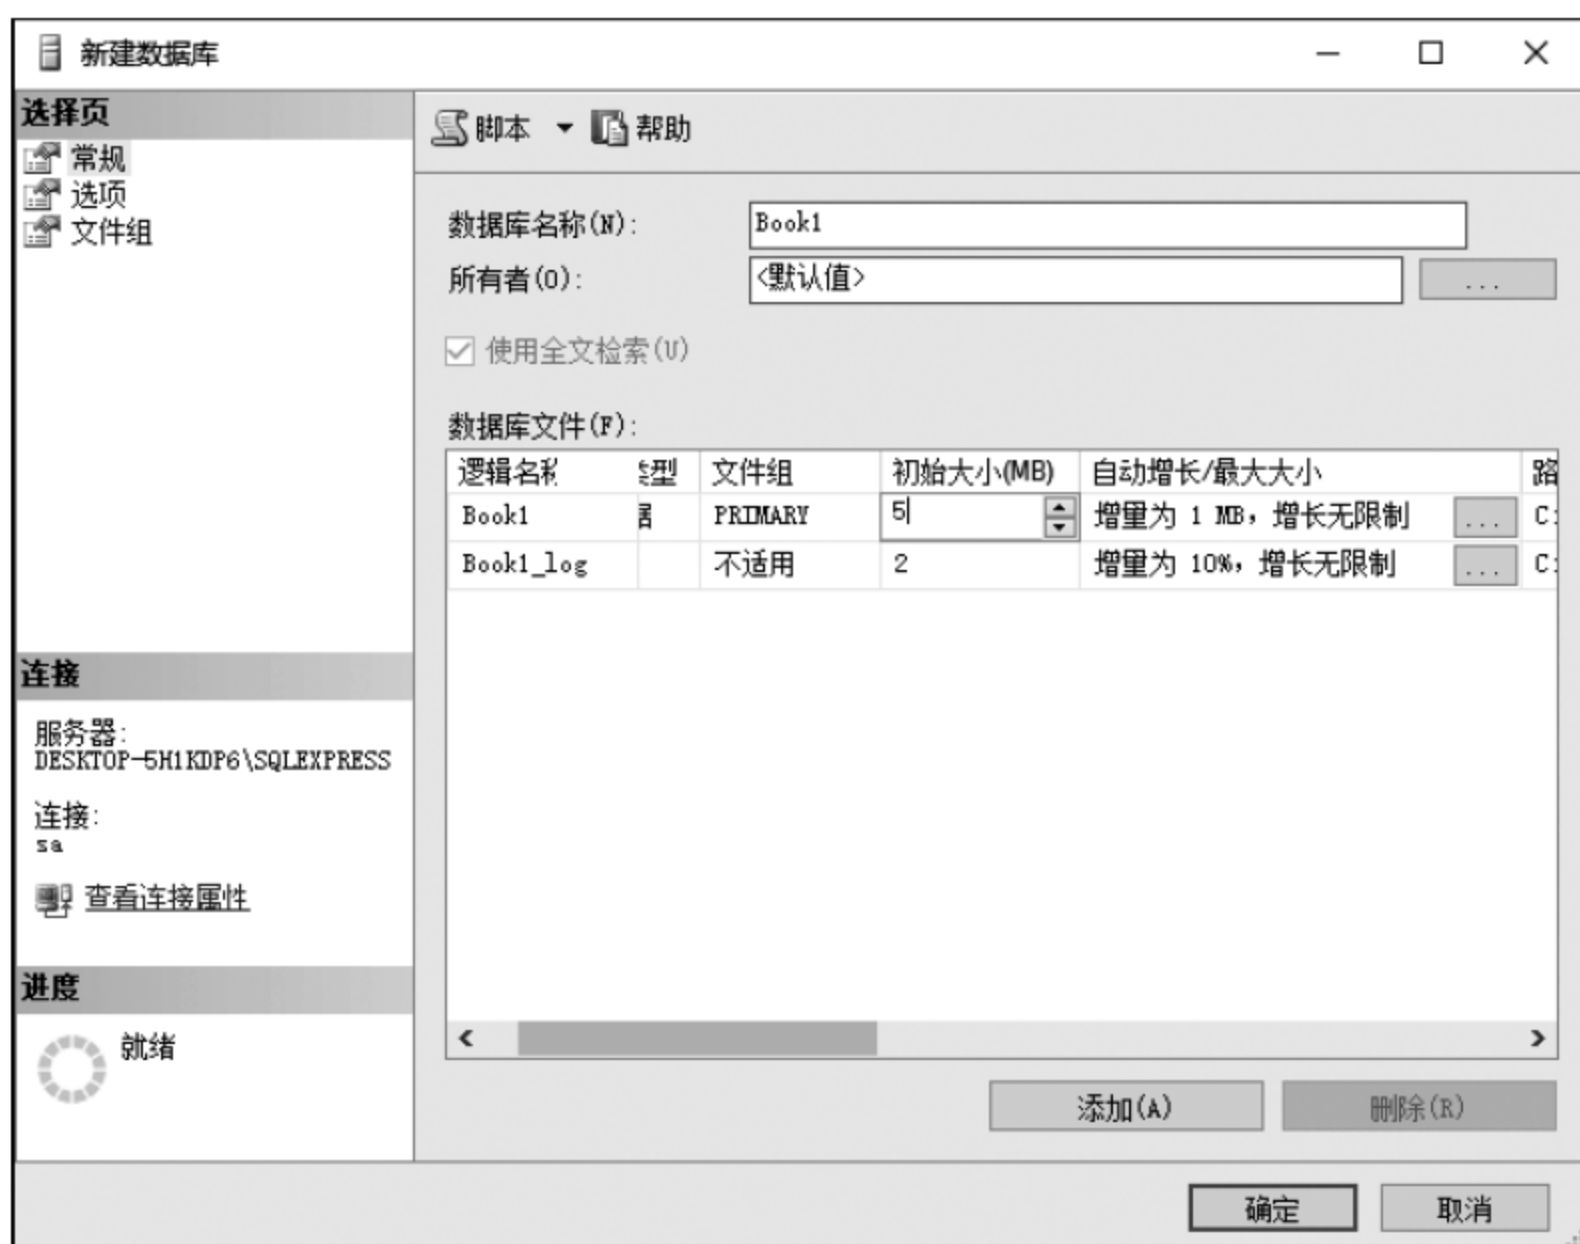 新建数据库
选择页
常规
选项
文件组
脚本 帮助
数据库名称(N): Book1
所有者(O): <默认值> ...
使用全文检索(U)
数据库文件(F):
逻辑名称 类型 文件组 初始大小(MB) 自动增长/最大大小 路
Book1 据 PRIMARY 5 增量为 1 MB，增长无限制 ... C:
Book1_log 不适用 2 增量为 10%，增长无限制 ... C:
连接
服务器:
DESKTOP-5H1KDP6\SQLEXPRESS
连接:
sa
查看连接属性
进度
就绪
添加(A) 删除(R)
确定 取消